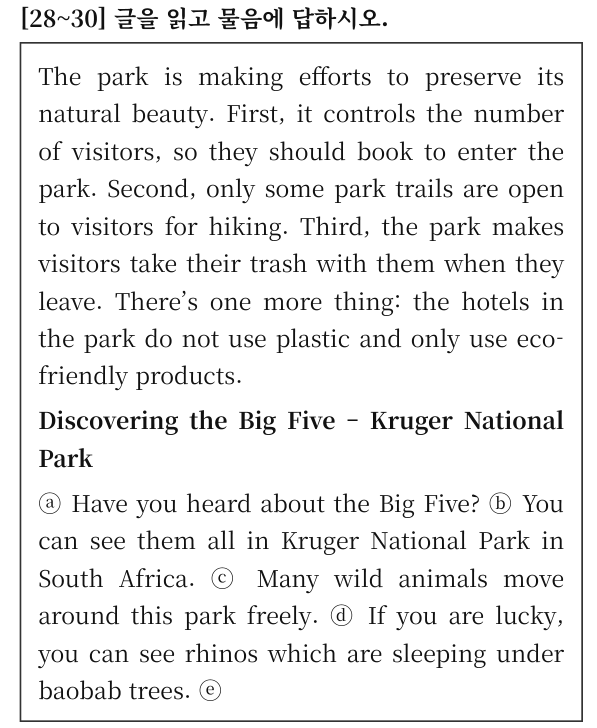 [28~30] 글을 읽고 물음에 답하시오.
The park is making efforts to preserve its
natural beauty. First, it controls the number
of visitors, so they should book to enter the
park. Second, only some park trails are open
to visitors for hiking. Third, the park makes
visitors take their trash with them when they
leave. There’s one more thing: the hotels in
the park do not use plastic and only use eco-
friendly products.
Discovering the Big Five – Kruger National
Park
ⓐ Have you heard about the Big Five? ⓑ You
can see them all in Kruger National Park in
South Africa. ⓒ Many wild animals move
around this park freely. ⓓ If you are lucky,
you can see rhinos which are sleeping under
baobab trees. ⓔ